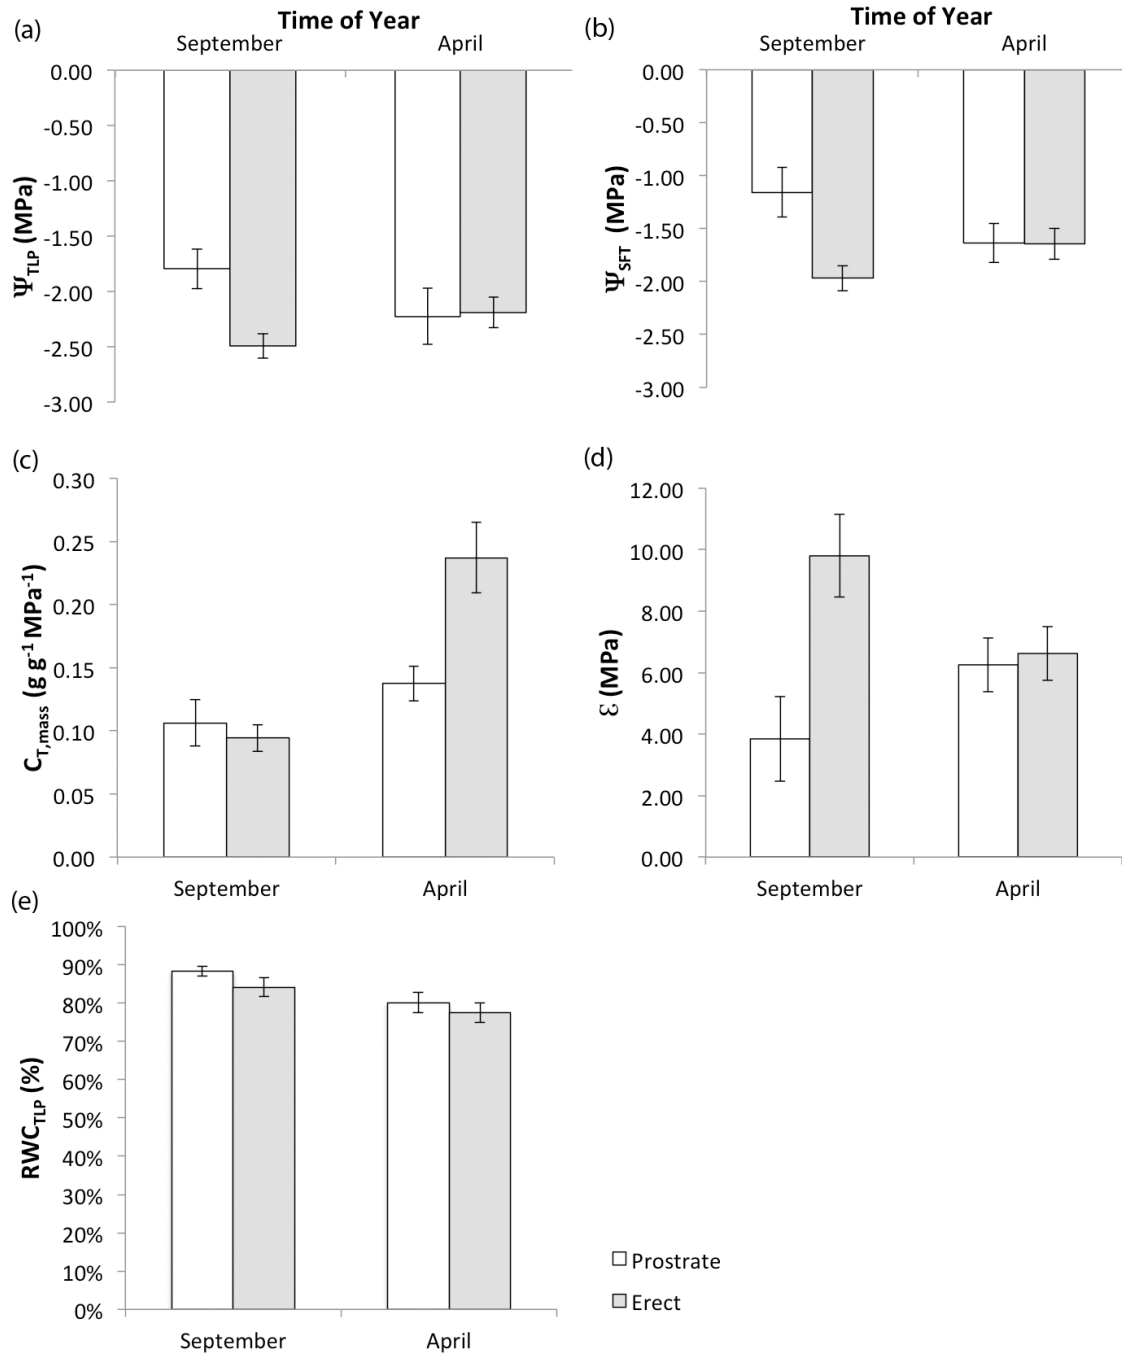 (a)
Time of Year
September April
0.00
-0.50
-1.00
-1.50
-2.00
-2.50
-3.00
Ψ_TLP (MPa)
(b)
Time of Year
September April
0.00
-0.50
-1.00
-1.50
-2.00
-2.50
-3.00
Ψ_SFT (MPa)
(c)
0.30
0.25
0.20
0.15
0.10
0.05
0.00
C_T,mass (g g⁻¹ MPa⁻¹)
September April
(d)
12.00
10.00
8.00
6.00
4.00
2.00
0.00
ε (MPa)
September April
(e)
100%
90%
80%
70%
60%
50%
40%
30%
20%
10%
0%
RWC_TLP (%)
September April
Prostrate
Erect